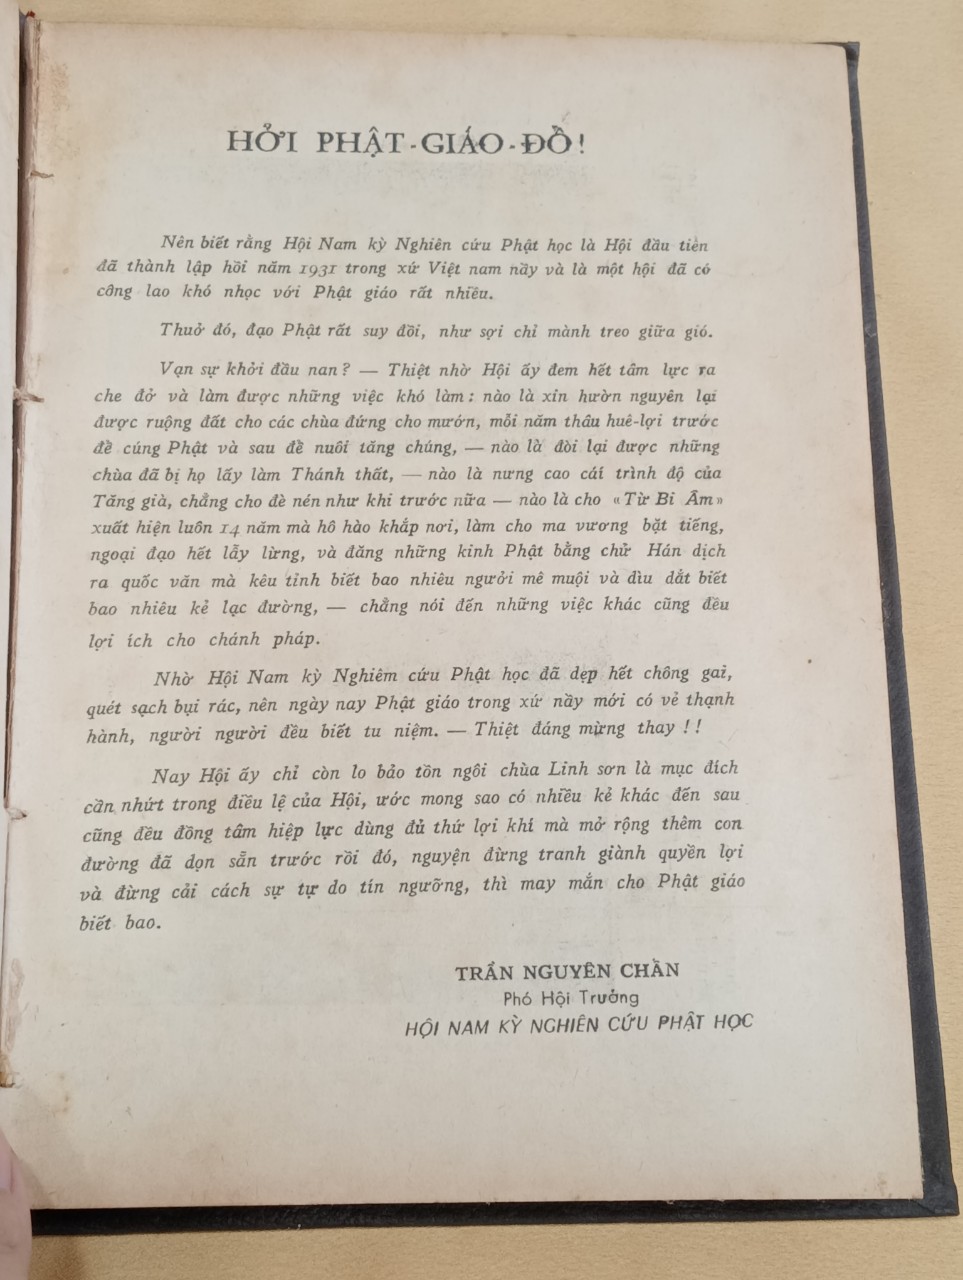 HỞI PHẬT-GIÁO-ĐỒ!
Nên biết rằng Hội Nam kỳ Nghiên cứu Phật học là Hội đầu tiên
đã thành lập hồi năm 1931 trong xứ Việt nam nầy và là một hội đã có
công lao khó nhọc với Phật giáo rất nhiều.
Thuở đó, đạo Phật rất suy đồi, như sợi chỉ mành treo giữa gió.
Vạn sự khởi đầu nan? — Thiệt nhờ Hội ấy đem hết tâm lực ra
che đở và làm được những việc khó làm: nào là xin hườn nguyên lại
được ruộng đất cho các chùa đứng cho mướn, mỗi năm thâu huê-lợi trước
để cúng Phật và sau để nuôi tăng chúng, — nào là đòi lại được những
chùa đã bị họ lấy làm Thánh thất, — nào là nưng cao cái trình độ của
Tăng già, chẳng cho đè nén như khi trước nữa — nào là cho «Từ Bi Âm»
xuất hiện luôn 14 năm mà hô hào khắp nơi, làm cho ma vương bặt tiếng,
ngoại đạo hết lẫy lừng, và đăng những kinh Phật bằng chử Hán dịch
ra quốc văn mà kêu tỉnh biết bao nhiêu người mê muội và dìu dắt biết
bao nhiêu kẻ lạc đường, — chẳng nói đến những việc khác cũng đều
lợi ích cho chánh pháp.
Nhờ Hội Nam kỳ Nghiêm cứu Phật học đã dẹp hết chông gai,
quét sạch bụi rác, nên ngày nay Phật giáo trong xứ nầy mới có vẻ thạnh
hành, người người đều biết tu niệm. — Thiệt đáng mừng thay!!
Nay Hội ấy chỉ còn lo bảo tồn ngôi chùa Linh sơn là mục đích
cần nhứt trong điều lệ của Hội, ước mong sao có nhiều kẻ khác đến sau
cũng đều đồng tâm hiệp lực dùng đủ thứ lợi khí mà mở rộng thêm con
đường đã dọn sẵn trước rồi đó, nguyện đừng tranh giành quyền lợi
và đừng cải cách sự tự do tín ngưỡng, thì may mắn cho Phật giáo
biết bao.
TRẦN NGUYÊN CHẤN
Phó Hội Trưởng
HỘI NAM KỲ NGHIÊN CỨU PHẬT HỌC